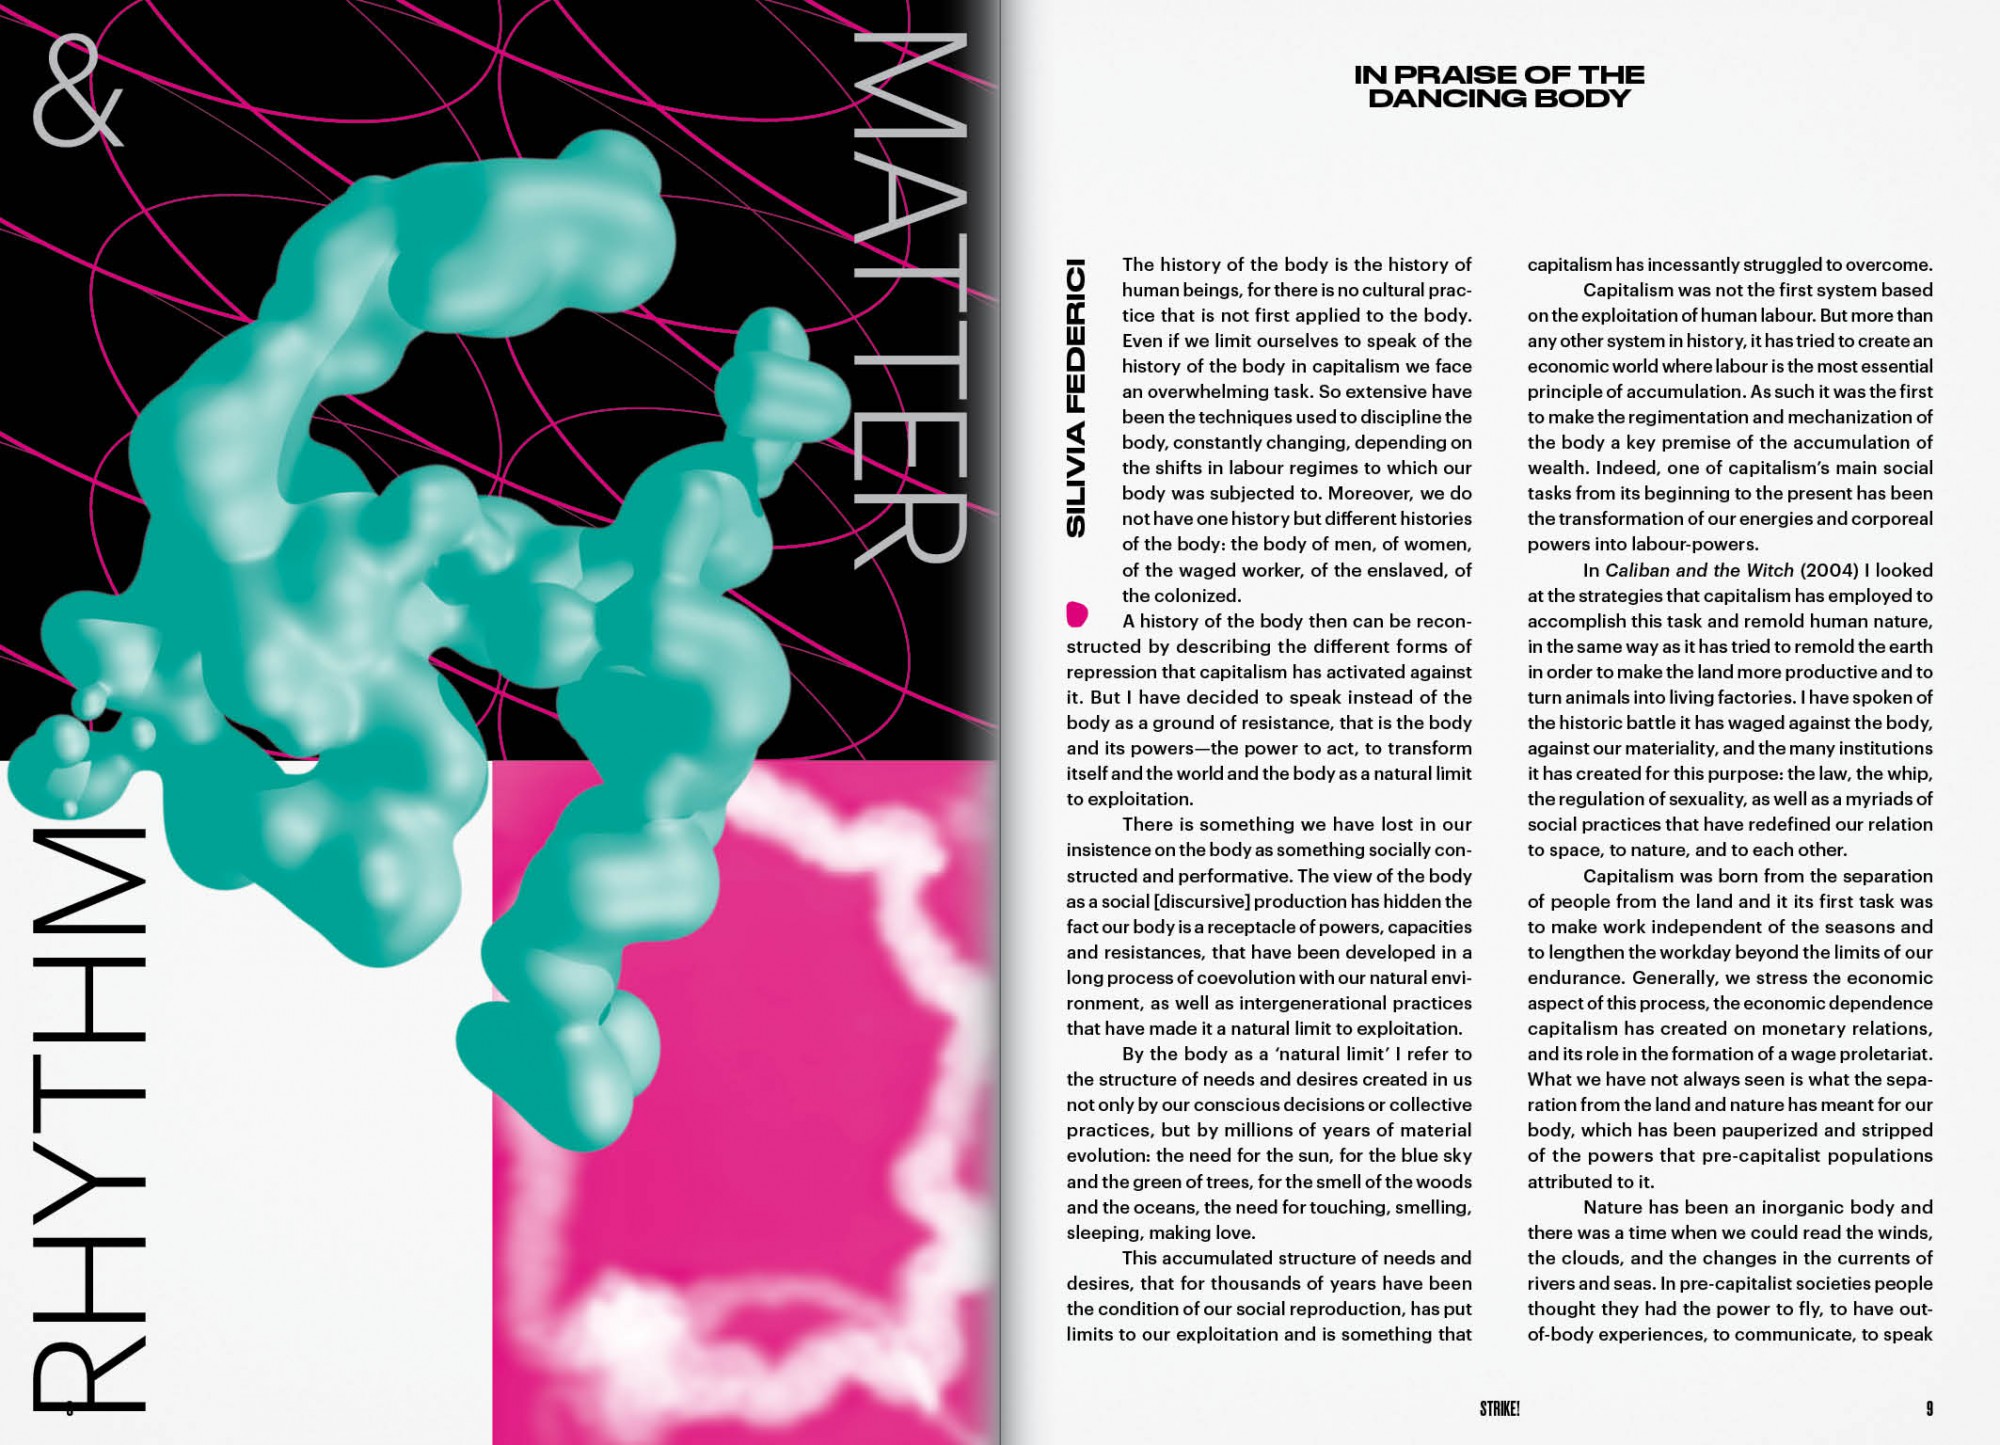 RHYTHM
&
MATTER
IN PRAISE OF THE
DANCING BODY
SILVIA FEDERICI
The history of the body is the history of
human beings, for there is no cultural prac-
tice that is not first applied to the body.
Even if we limit ourselves to speak of the
history of the body in capitalism we face
an overwhelming task. So extensive have
been the techniques used to discipline the
body, constantly changing, depending on
the shifts in labour regimes to which our
body was subjected to. Moreover, we do
not have one history but different histories
of the body: the body of men, of women,
of the waged worker, of the enslaved, of
the colonized.
A history of the body then can be recon-
structed by describing the different forms of
repression that capitalism has activated against
it. But I have decided to speak instead of the
body as a ground of resistance, that is the body
and its powers—the power to act, to transform
itself and the world and the body as a natural limit
to exploitation.
There is something we have lost in our
insistence on the body as something socially con-
structed and performative. The view of the body
as a social [discursive] production has hidden the
fact our body is a receptacle of powers, capacities
and resistances, that have been developed in a
long process of coevolution with our natural envi-
ronment, as well as intergenerational practices
that have made it a natural limit to exploitation.
By the body as a ‘natural limit’ I refer to
the structure of needs and desires created in us
not only by our conscious decisions or collective
practices, but by millions of years of material
evolution: the need for the sun, for the blue sky
and the green of trees, for the smell of the woods
and the oceans, the need for touching, smelling,
sleeping, making love.
This accumulated structure of needs and
desires, that for thousands of years have been
the condition of our social reproduction, has put
limits to our exploitation and is something that
capitalism has incessantly struggled to overcome.
Capitalism was not the first system based
on the exploitation of human labour. But more than
any other system in history, it has tried to create an
economic world where labour is the most essential
principle of accumulation. As such it was the first
to make the regimentation and mechanization of
the body a key premise of the accumulation of
wealth. Indeed, one of capitalism’s main social
tasks from its beginning to the present has been
the transformation of our energies and corporeal
powers into labour-powers.
In Caliban and the Witch (2004) I looked
at the strategies that capitalism has employed to
accomplish this task and remold human nature,
in the same way as it has tried to remold the earth
in order to make the land more productive and to
turn animals into living factories. I have spoken of
the historic battle it has waged against the body,
against our materiality, and the many institutions
it has created for this purpose: the law, the whip,
the regulation of sexuality, as well as a myriads of
social practices that have redefined our relation
to space, to nature, and to each other.
Capitalism was born from the separation
of people from the land and it its first task was
to make work independent of the seasons and
to lengthen the workday beyond the limits of our
endurance. Generally, we stress the economic
aspect of this process, the economic dependence
capitalism has created on monetary relations,
and its role in the formation of a wage proletariat.
What we have not always seen is what the sepa-
ration from the land and nature has meant for our
body, which has been pauperized and stripped
of the powers that pre-capitalist populations
attributed to it.
Nature has been an inorganic body and
there was a time when we could read the winds,
the clouds, and the changes in the currents of
rivers and seas. In pre-capitalist societies people
thought they had the power to fly, to have out-
of-body experiences, to communicate, to speak
STRIKE!
9